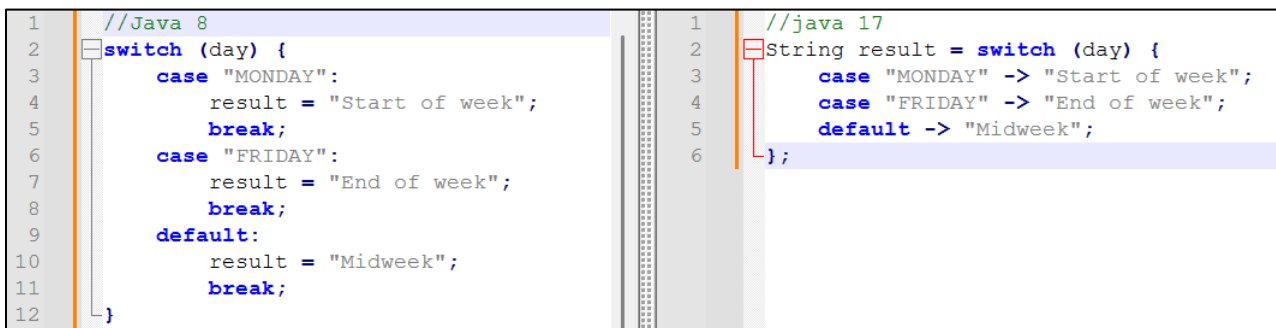 1 //Java 8
2 switch (day) {
3 case "MONDAY":
4 result = "Start of week";
5 break;
6 case "FRIDAY":
7 result = "End of week";
8 break;
9 default:
10 result = "Midweek";
11 break;
12 }
1 //java 17
2 String result = switch (day) {
3 case "MONDAY" -> "Start of week";
4 case "FRIDAY" -> "End of week";
5 default -> "Midweek";
6 };